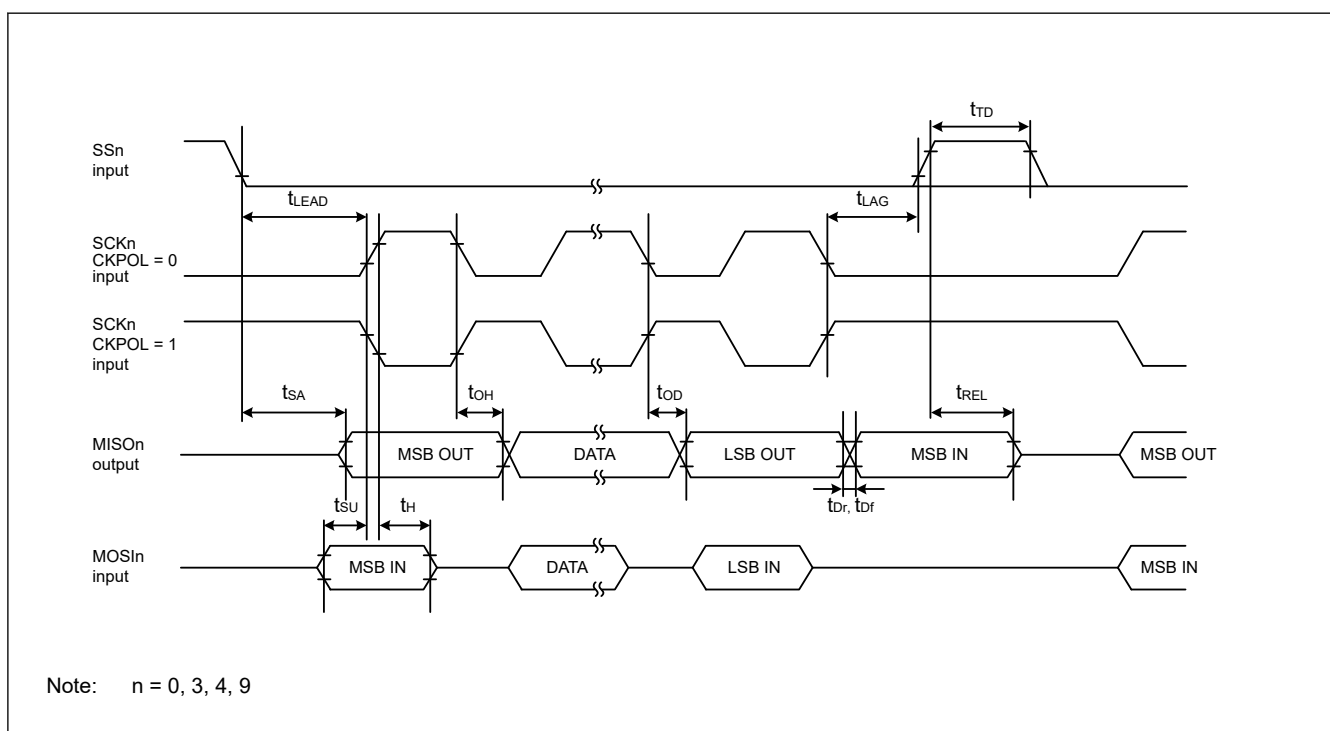 tTD
SSn
input
tLEAD
tLAG
SCKn
CKPOL = 0
input
SCKn
CKPOL = 1
input
tSA
tOH
tOD
tREL
MISOn
output
MSB OUT
DATA
LSB OUT
MSB IN
MSB OUT
tSU
tH
tDr, tDf
MOSIn
input
MSB IN
DATA
LSB IN
MSB IN
Note: n = 0, 3, 4, 9